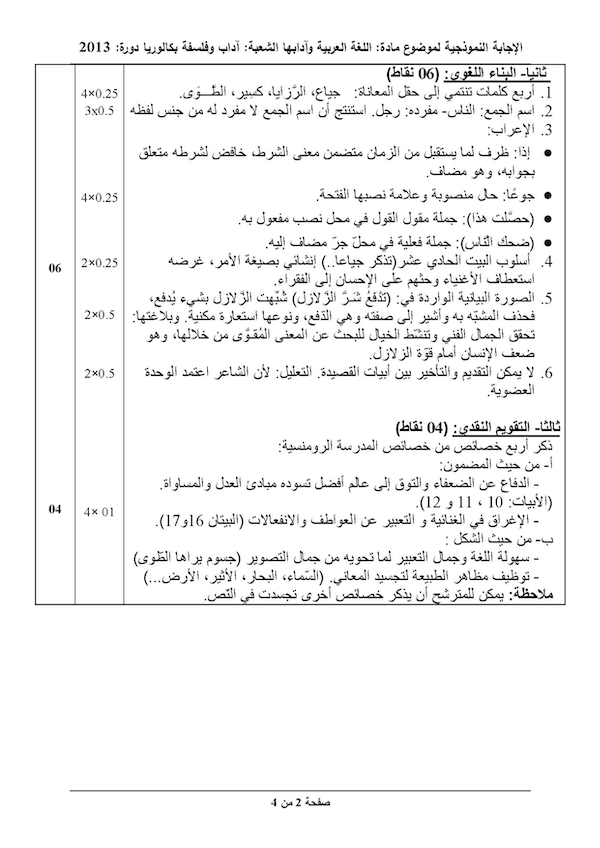 الإجابة النموذجية لموضوع مادة: اللغة العربية وآدابها الشعبة: آداب وفلسفة بكالوريا دورة: 2013
ثانيا- البناء اللغوي: (06 نقاط)
1. أربع كلمات تنتمي إلى حقل المعاناة: جياع، الرَّزايا، كسِير، الطَّـــوَى. 4×0.25
2. اسم الجمع: الناس- مفرده: رجل. استنتج أن اسم الجمع لا مفرد له من جنس لفظه 3x0.5
3. الإعراب:
● إذا: ظرف لما يستقبل من الزمان متضمن معنى الشرط، خافض لشرطه متعلق
بجوابه، وهو مضاف.
● جوعًا: حال منصوبة وعلامة نصبها الفتحة. 4×0.25
● (حصَّلت هذا): جملة مقول القول في محل نصب مفعول به.
● (ضحك النّاس): جملة فعلية في محلّ جرّ مضاف إليه.
4. أسلوب البيت الحادي عشر(تذكر جياعا..) إنشائي بصيغة الأمر، غرضه 2×0.25 06
استعطاف الأغنياء وحثهم على الإحسان إلى الفقراء.
5. الصورة البيانية الواردة في: (تدْفعُ شَـرَّ الزَّلازل) شُبِّهت الزَّلازل بشيء يُدفع،
فحذف المشبّه به وأشير إلى صفته وهي الدّفع، ونوعها استعارة مكنية. وبلاغتها: 2×0.5
تحقق الجمال الفني وتنشّط الخيال للبحث عن المعنى المُقوَّى من خلالها، وهو
ضعف الإنسان أمام قوّة الزلازل.
6. لا يمكن التقديم والتأخير بين أبيات القصيدة. التعليل: لأن الشاعر اعتمد الوحدة 2×0.5
العضوية.
ثالثا- التقويم النقدي: (04 نقاط)
ذكر أربع خصائص من خصائص المدرسة الرومنسية:
أ- من حيث المضمون:
- الدفاع عن الضعفاء والتوق إلى عالم أفضل تسوده مبادئ العدل والمساواة.
(الأبيات: 10 ، 11 و 12). 4× 01 04
- الإغراق في الغنائية و التعبير عن العواطف والانفعالات (البيتان 16و17).
ب- من حيث الشكل :
- سهولة اللغة وجمال التعبير لما تحويه من جمال التصوير (جسوم يراها الطّوى)
- توظيف مظاهر الطبيعة لتجسيد المعاني. (السّماء، البحار، الأثير، الأرض...)
ملاحظة: يمكن للمترشح أن يذكر خصائص أخرى تجسدت في النّص.
صفحة 2 من 4